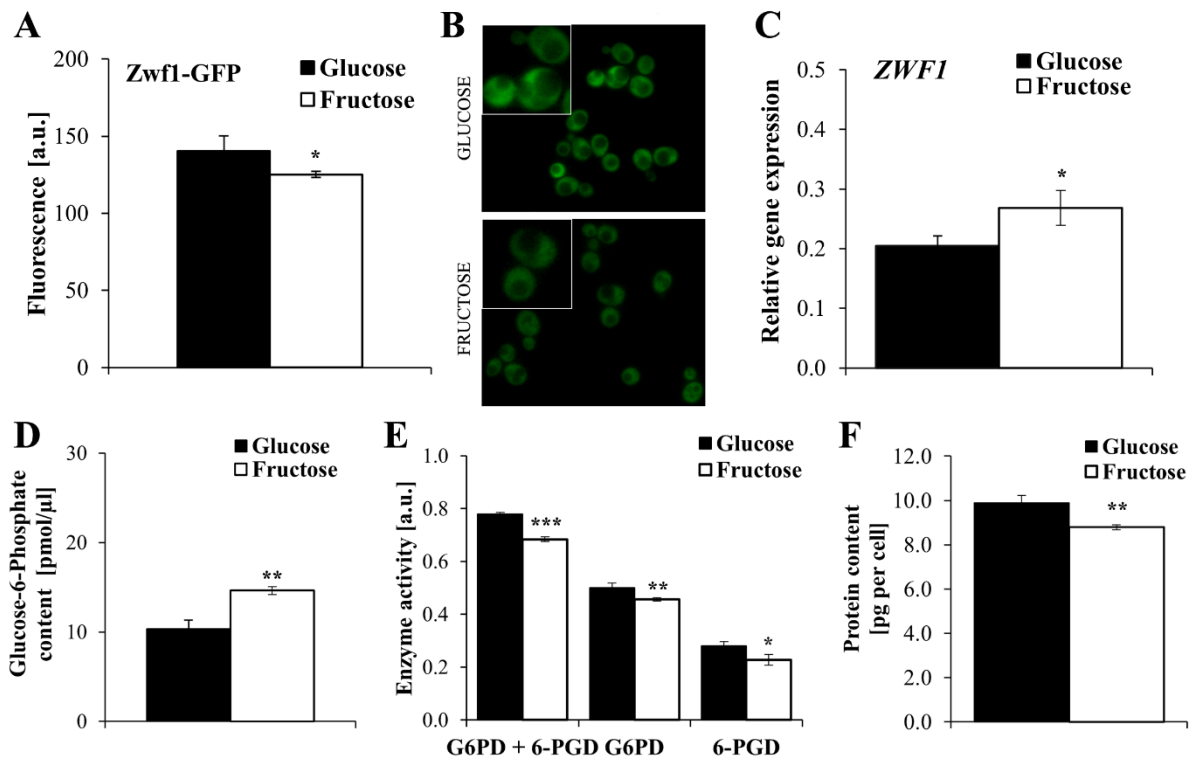 A
Fluorescence [a.u.]
200
150
100
50
0
Zwf1-GFP
Glucose
Fructose
*
B
GLUCOSE
FRUCTOSE
C
Relative gene expression
0.5
0.4
0.3
0.2
0.1
0.0
ZWF1
Glucose
Fructose
*
D
Glucose-6-Phosphate
content [pmol/µl]
30
20
10
0
Glucose
Fructose
**
E
Enzyme activity [a.u.]
1.0
0.8
0.6
0.4
0.2
0.0
Glucose
Fructose
***
**
*
G6PD + 6-PGD G6PD 6-PGD
F
Protein content
[pg per cell]
12.0
10.0
8.0
6.0
4.0
2.0
0.0
Glucose
Fructose
**